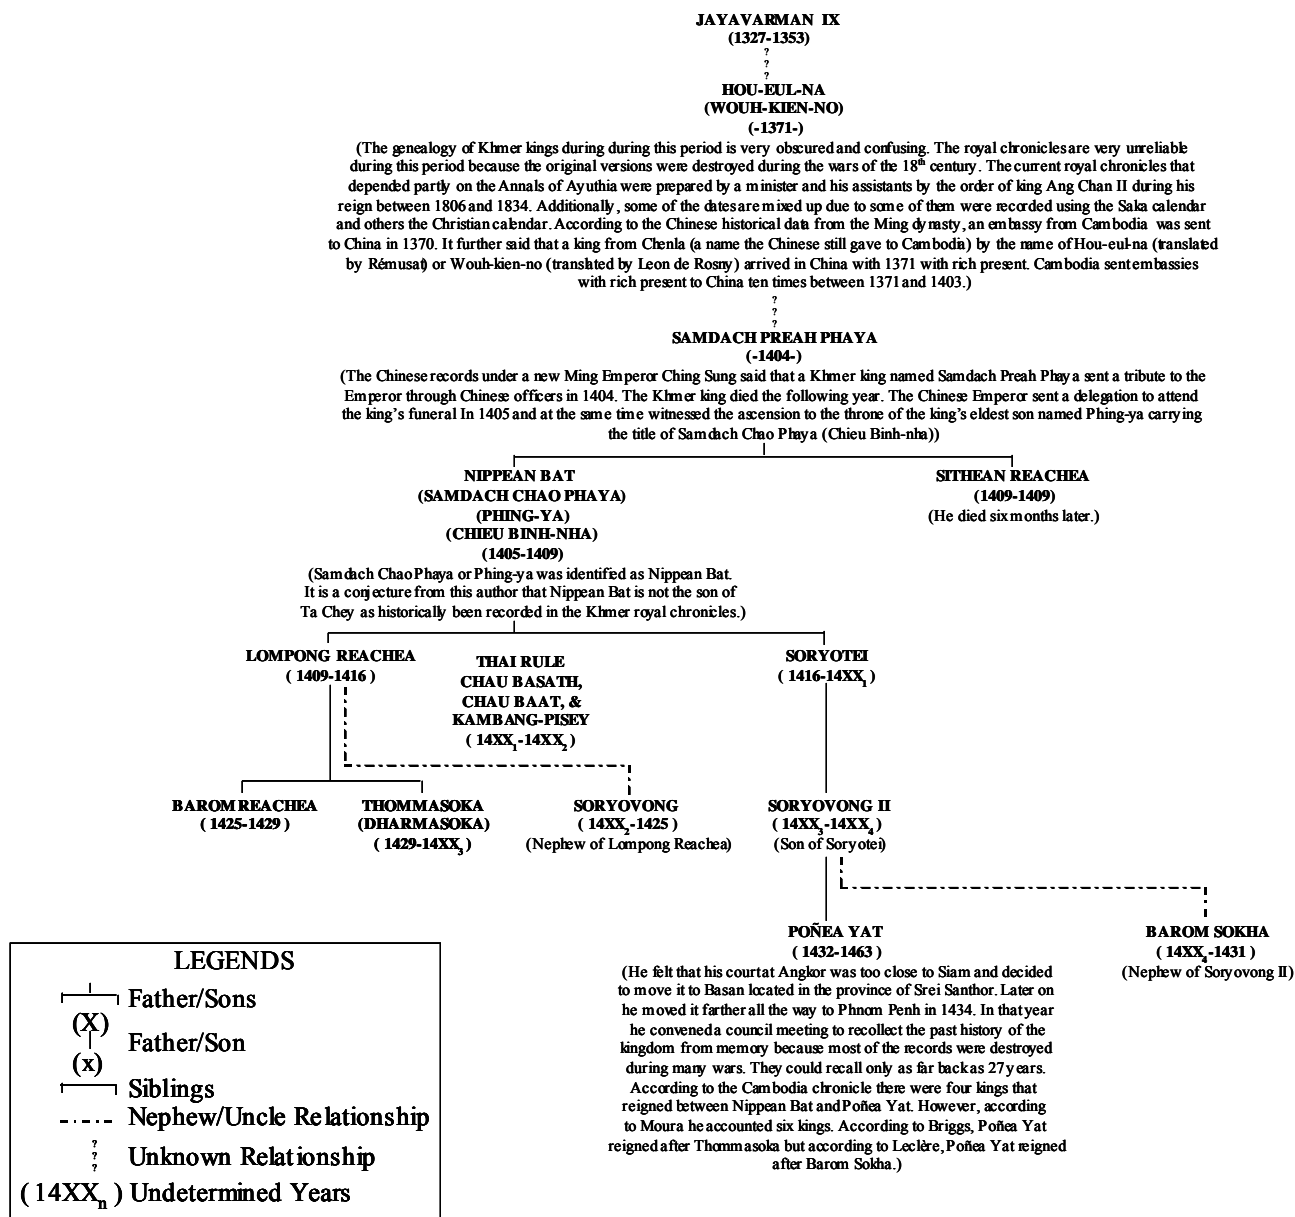 JAYAVARMAN IX
(1327-1353)
?
?
?
HOU-EUL-NA
(WOUH-KIEN-NO)
(-1371-)
(The genealogy of Khmer kings during during this period is very obscured and confusing. The royal chronicles are very unreliable
during this period because the original versions were destroyed during the wars of the 18th century. The current royal chronicles that
depended partly on the Annals of Ayuthia were prepared by a minister and his assistants by the order of king Ang Chan II during his
reign between 1806 and 1834. Additionally, some of the dates are mixed up due to some of them were recorded using the Saka calendar
and others the Christian calendar. According to the Chinese historical data from the Ming dynasty, an embassy from Cambodia was sent
to China in 1370. It further said that a king from Chenla (a name the Chinese still gave to Cambodia) by the name of Hou-eul-na (translated
by Rémusat) or Wouh-kien-no (translated by Leon de Rosny) arrived in China with 1371 with rich present. Cambodia sent embassies
with rich present to China ten times between 1371 and 1403.)
?
?
?
SAMDACH PREAH PHAYA
(-1404-)
(The Chinese records under a new Ming Emperor Ching Sung said that a Khmer king named Samdach Preah Phaya sent a tribute to the
Emperor through Chinese officers in 1404. The Khmer king died the following year. The Chinese Emperor sent a delegation to attend
the king's funeral In 1405 and at the same time witnessed the ascension to the throne of the king's eldest son named Phing-ya carrying
the title of Samdach Chao Phaya (Chieu Binh-nha))
NIPPEAN BAT
(SAMDACH CHAO PHAYA)
(PHING-YA)
(CHIEU BINH-NHA)
(1405-1409)
(Samdach Chao Phaya or Phing-ya was identified as Nippean Bat.
It is a conjecture from this author that Nippean Bat is not the son of
Ta Chey as historically been recorded in the Khmer royal chronicles.)
SITHEAN REACHEA
(1409-1409)
(He died six months later.)
LOMPONG REACHEA
( 1409-1416 )
THAI RULE
CHAU BASATH,
CHAU BAAT, &
KAMBANG-PISEY
( 14XX1-14XX2 )
SORYOTEI
( 1416-14XX1 )
BAROM REACHEA
( 1425-1429 )
THOMMASOKA
(DHARMASOKA)
( 1429-14XX3 )
SORYOVONG
( 14XX2-1425 )
(Nephew of Lompong Reachea)
SORYOVONG II
( 14XX3-14XX4 )
(Son of Soryotei)
POÑEA YAT
( 1432-1463 )
(He felt that his court at Angkor was too close to Siam and decided
to move it to Basan located in the province of Srei Santhor. Later on
he moved it farther all the way to Phnom Penh in 1434. In that year
he convened a council meeting to recollect the past history of the
kingdom from memory because most of the records were destroyed
during many wars. They could recall only as far back as 27 years.
According to the Cambodia chronicle there were four kings that
reigned between Nippean Bat and Poñea Yat. However, according
to Moura he accounted six kings. According to Briggs, Poñea Yat
reigned after Thommasoka but according to Leclère, Poñea Yat reigned
after Barom Sokha.)
BAROM SOKHA
( 14XX4-1431 )
(Nephew of Soryovong II)
LEGENDS
Father/Sons
(X)
Father/Son
(x)
Siblings
Nephew/Uncle Relationship
?
?
?
Unknown Relationship
( 14XXn ) Undetermined Years